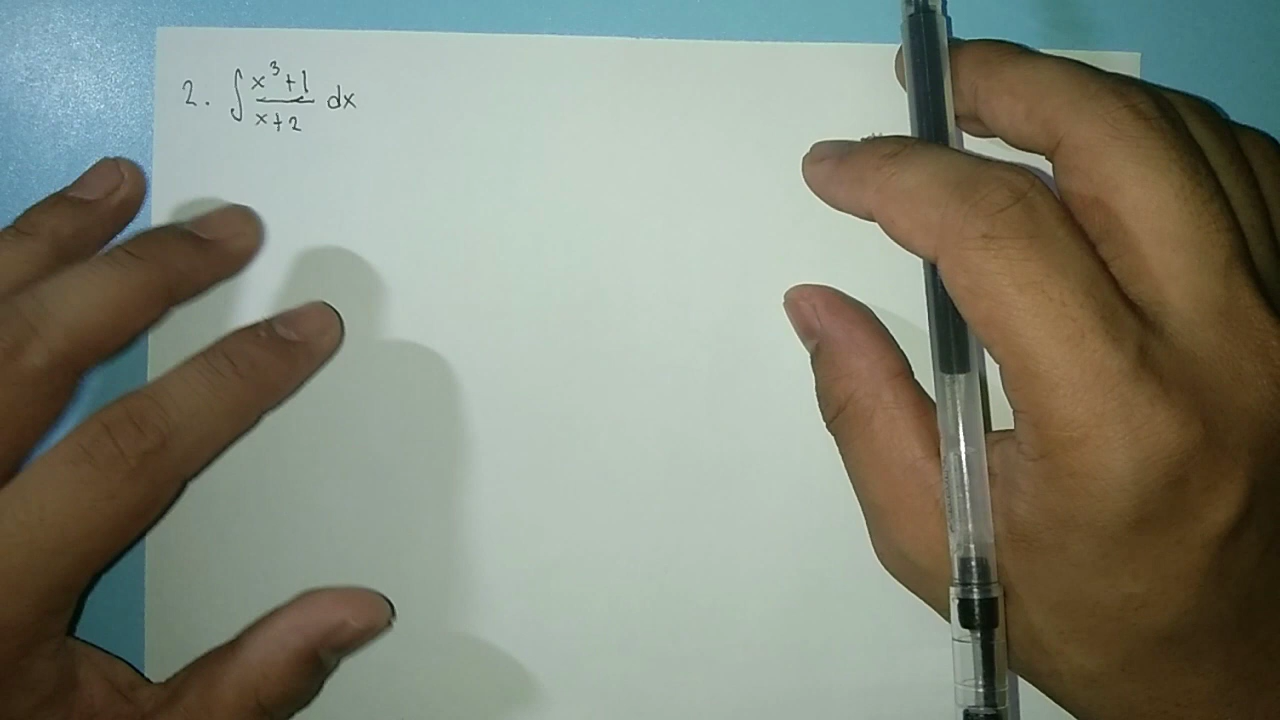 2. ∫ x³+1 / x+2 dx